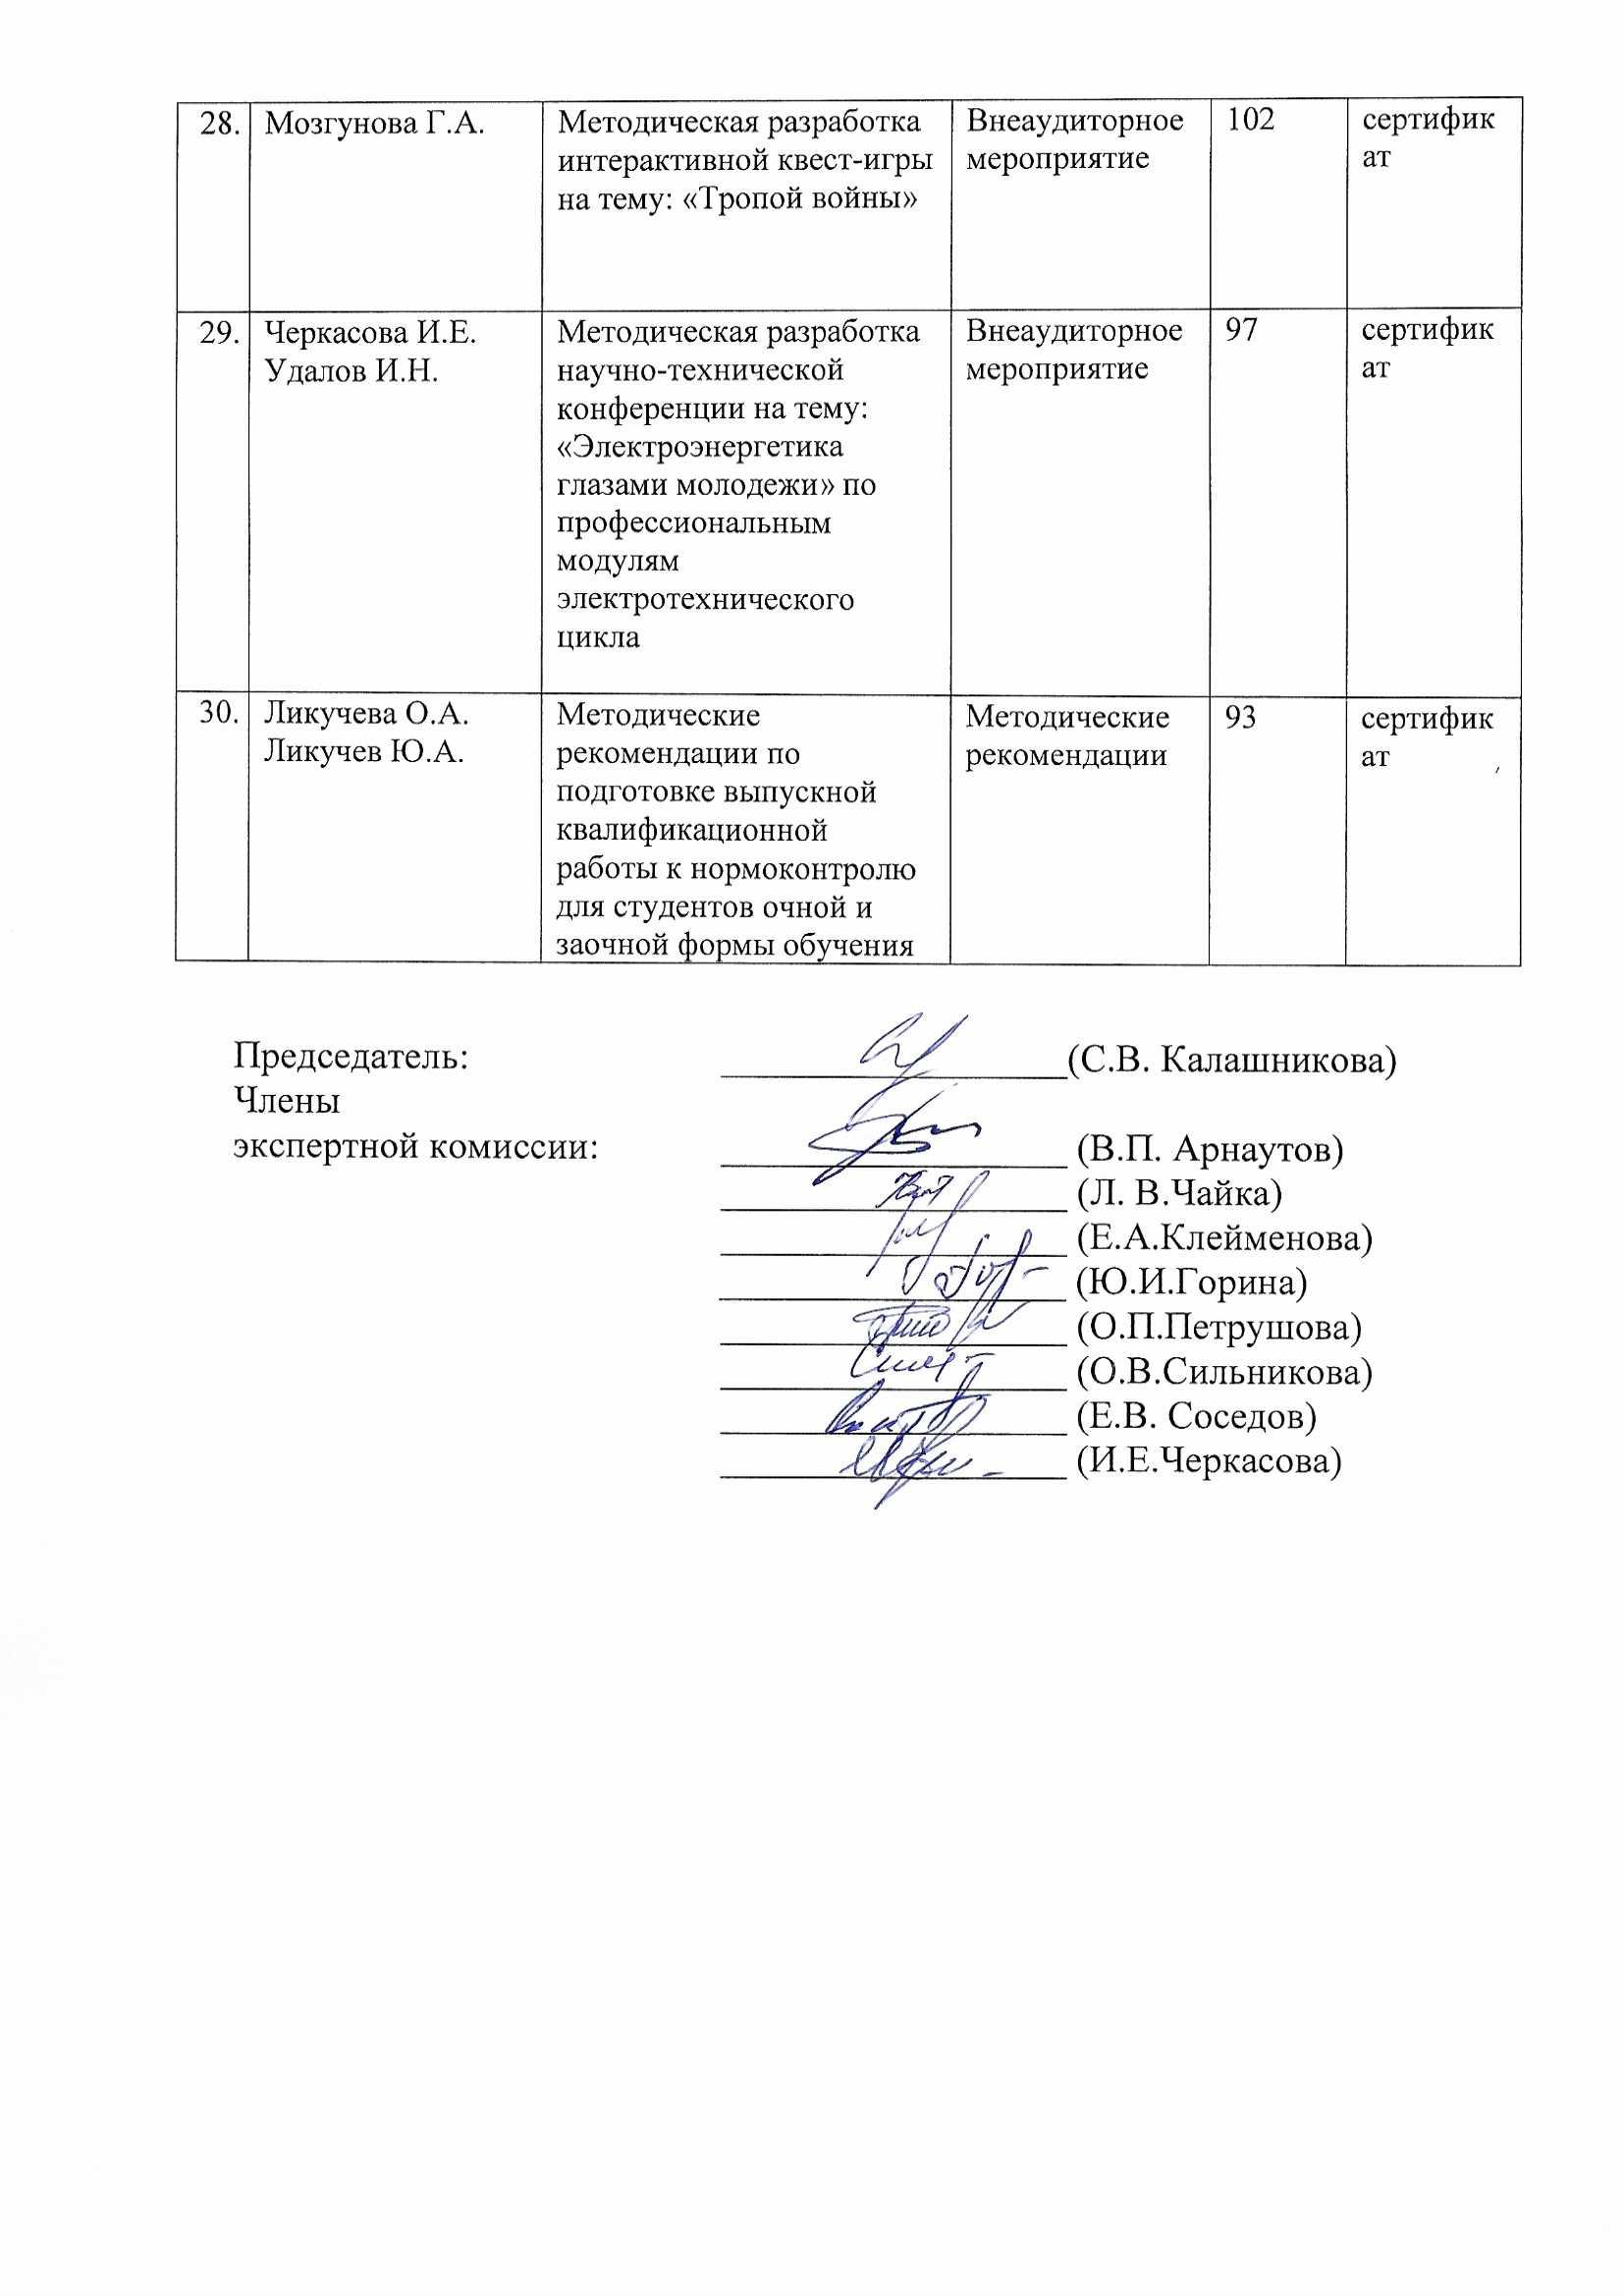 28. Мозгунова Г.А. Методическая разработка Внеаудиторное 102 сертифик
интерактивной квест-игры мероприятие ат
на тему: «Тропой войны»
29. Черкасова И.Е. Методическая разработка Внеаудиторное 97 сертифик
Удалов И.Н. научно-технической мероприятие ат
конференции на тему:
«Электроэнергетика
глазами молодежи» по
профессиональным
модулям
электротехнического
цикла
30. Ликучева О.А. Методические Методические 93 сертифик
Ликучев Ю.А. рекомендации по рекомендации ат
подготовке выпускной
квалификационной
работы к нормоконтролю
для студентов очной и
заочной формы обучения
Председатель: (С.В. Калашникова)
Члены
экспертной комиссии: (В.П. Арнаутов)
(Л. В.Чайка)
(Е.А.Клейменова)
(Ю.И.Горина)
(О.П.Петрушова)
(О.В.Сильникова)
(Е.В. Соседов)
(И.Е.Черкасова)